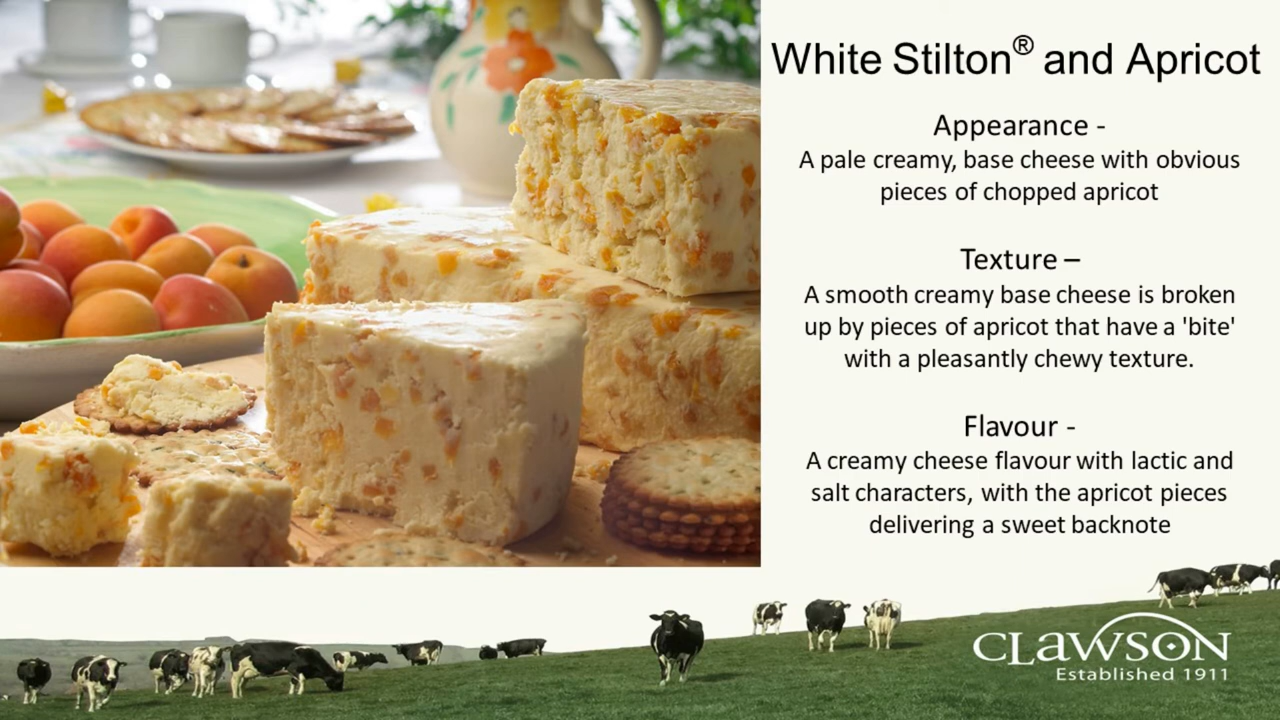 White Stilton® and Apricot
Appearance -
A pale creamy, base cheese with obvious
pieces of chopped apricot
Texture –
A smooth creamy base cheese is broken
up by pieces of apricot that have a 'bite'
with a pleasantly chewy texture.
Flavour -
A creamy cheese flavour with lactic and
salt characters, with the apricot pieces
delivering a sweet backnote
CLAWSON
Established 1911